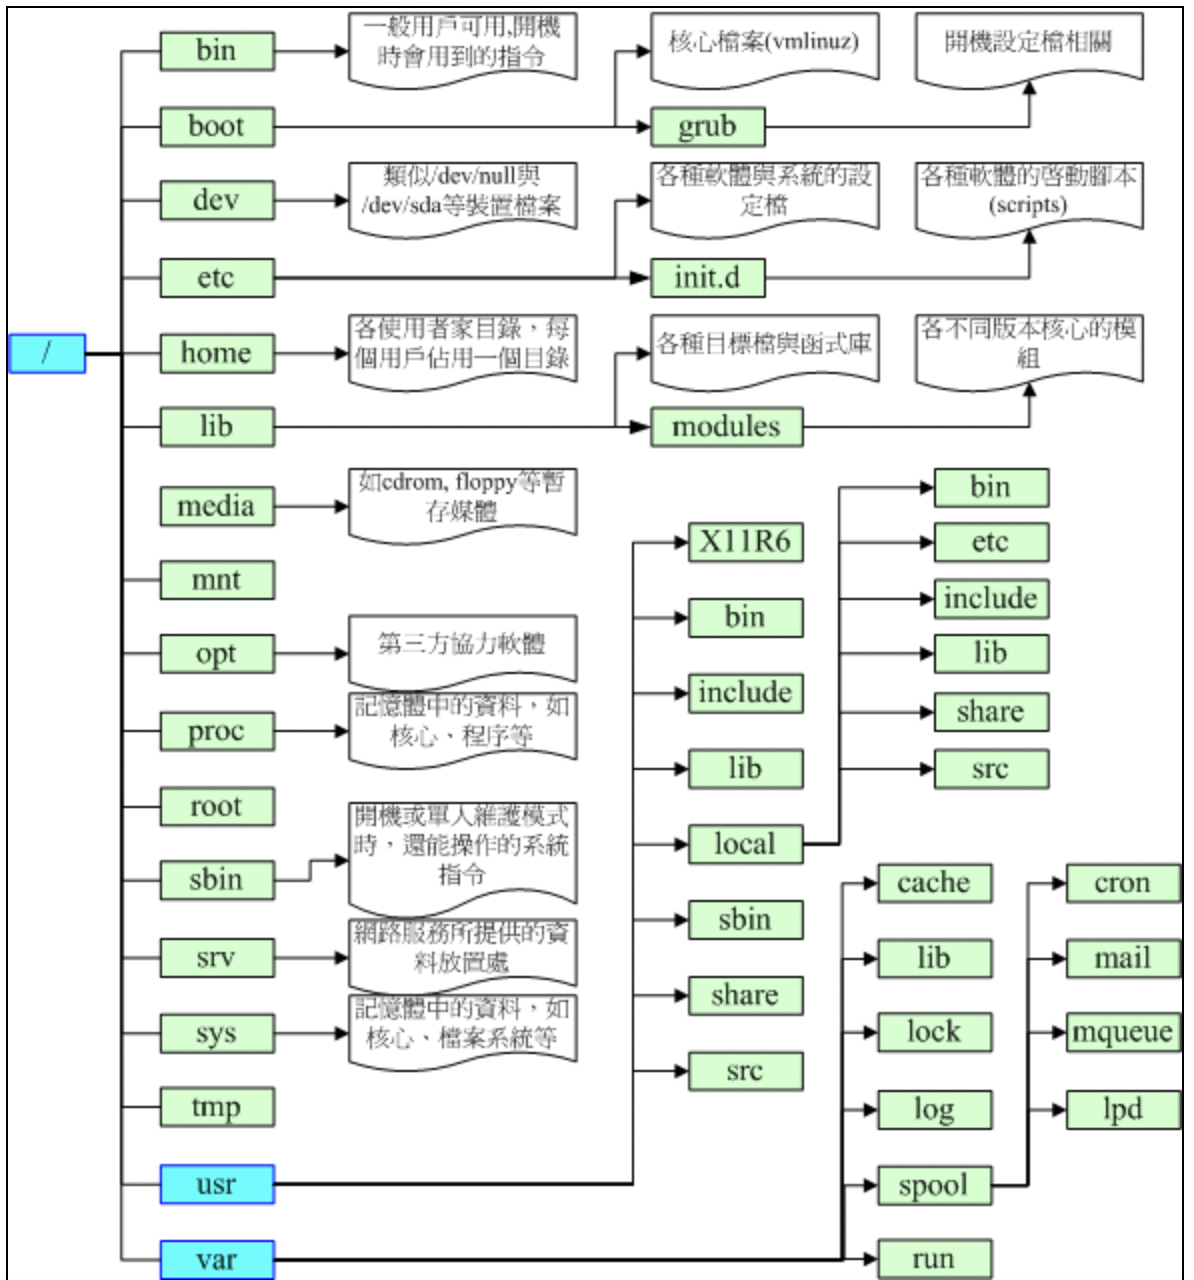 bin
一般用戶可用,開機
時會用到的指令
核心檔案(vmlinuz)
開機設定檔相關
boot
grub
dev
類似/dev/null與
/dev/sda等裝置檔案
各種軟體與系統的設
定檔
各種軟體的啓動腳本
(scripts)
etc
init.d
/
home
各使用者家目錄，每
個用戶佔用一個目錄
各種目標檔與函式庫
各不同版本核心的模
組
lib
modules
media
如cdrom, floppy等暫
存媒體
mnt
opt
第三方協力軟體
proc
記憶體中的資料，如
核心、程序等
root
sbin
開機或單人維護模式
時，還能操作的系統
指令
srv
網路服務所提供的資
料放置處
sys
記憶體中的資料，如
核心、檔案系統等
tmp
usr
var
X11R6
bin
include
lib
local
sbin
share
src
bin
etc
include
lib
share
src
cache
lib
lock
log
spool
run
cron
mail
mqueue
lpd